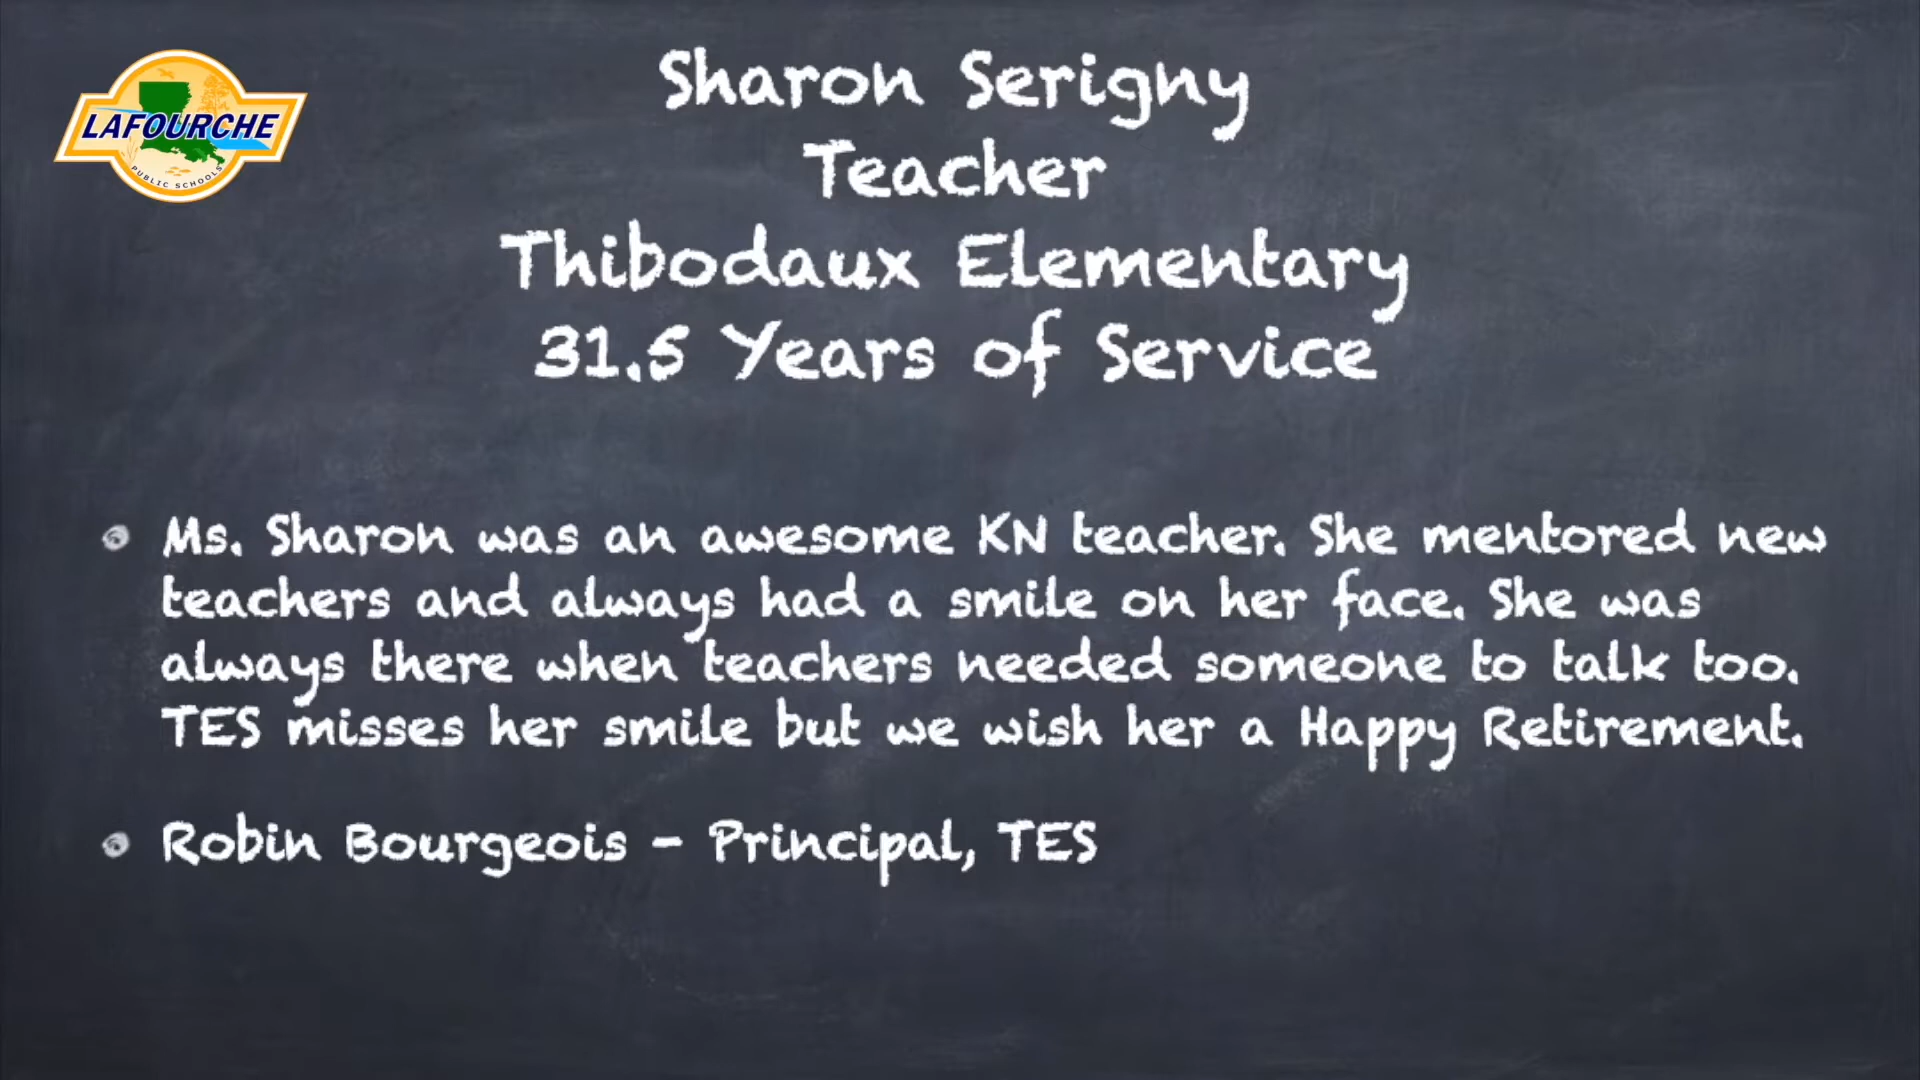 LAFOURCHE
PUBLIC SCHOOLS
Sharon Serigny
Teacher
Thibodaux Elementary
31.5 Years of Service
Ms. Sharon was an awesome KN teacher. She mentored new
teachers and always had a smile on her face. She was
always there when teachers needed someone to talk too.
TES misses her smile but we wish her a Happy Retirement.
Robin Bourgeois - Principal, TES